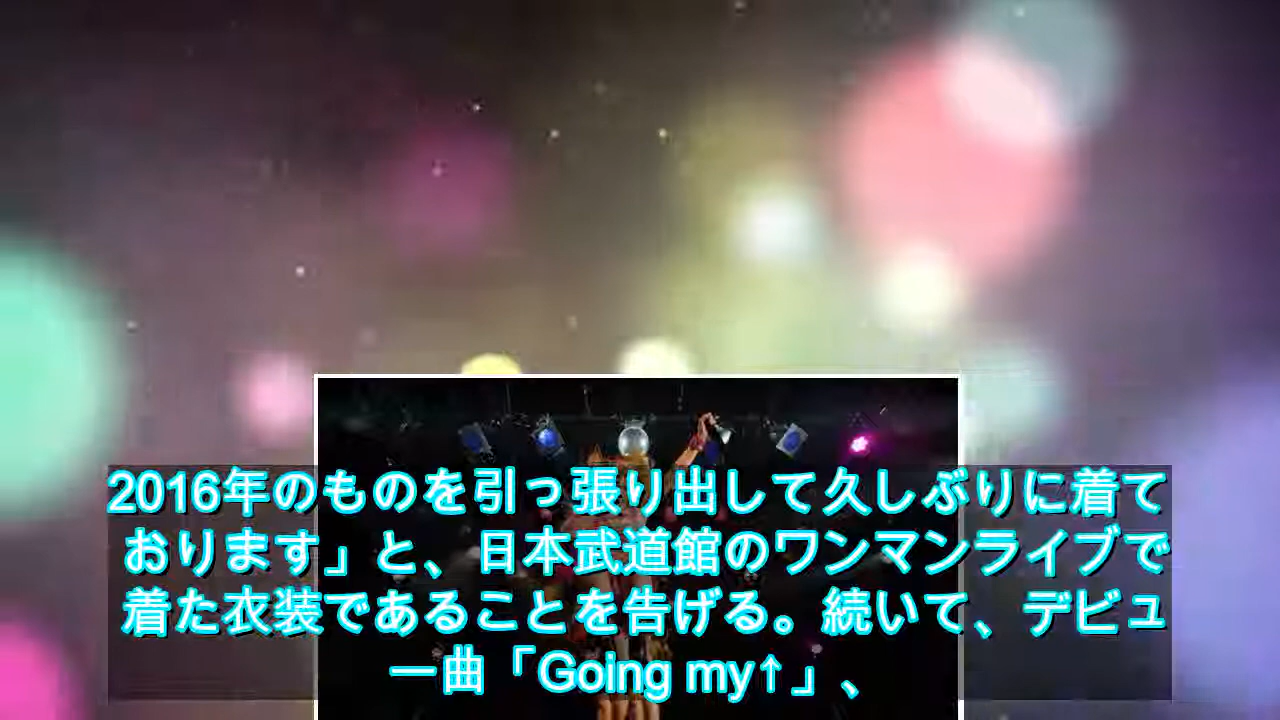 2016年のものを引っ張り出して久しぶりに着て
おります」と、日本武道館のワンマンライブで
着た衣装であることを告げる。続いて、デビュ
ー曲「Going my↑」、